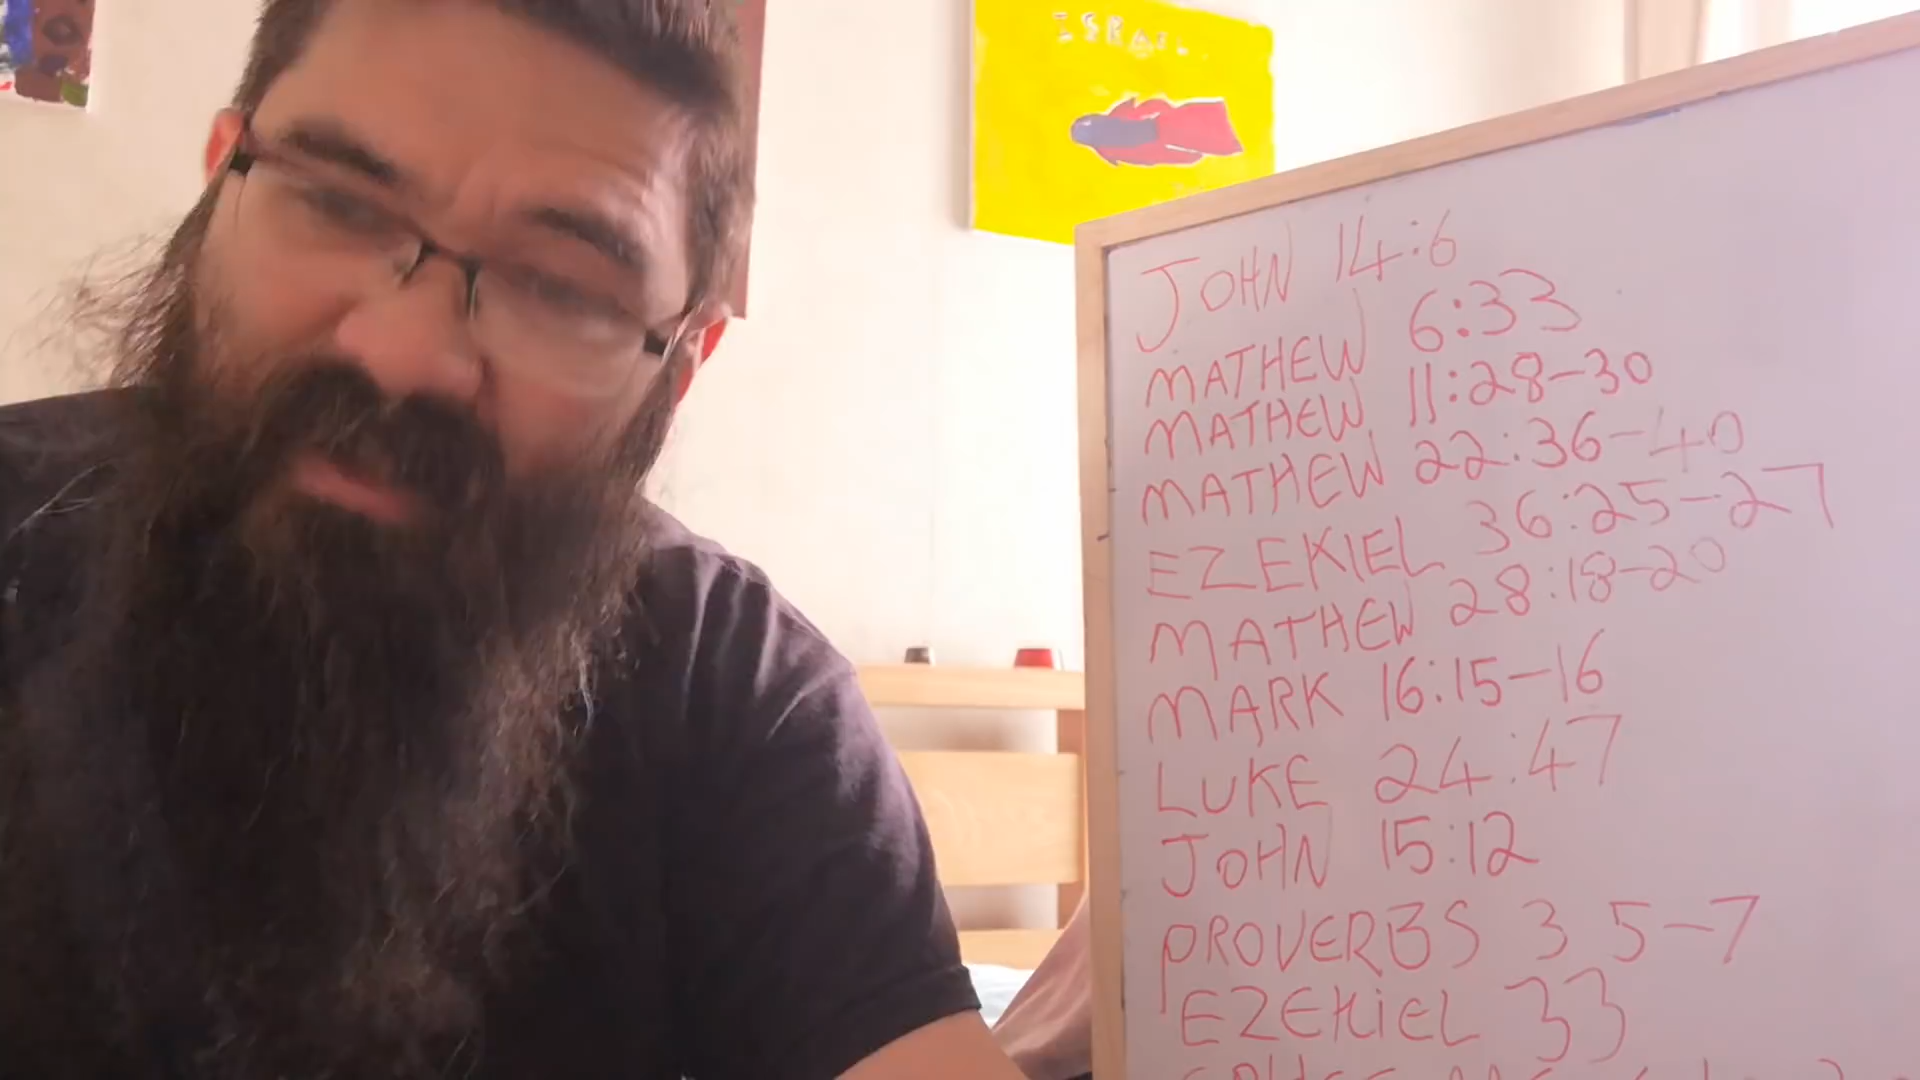 ISRAEL
JOHN 14:6
MATHEW 6:33
MATHEW 11:28-30
MATHEW 22:36-40
EZEKIEL 36:25-27
MATHEW 28:18-20
MARK 16:15-16
LUKE 24:47
JOHN 15:12
PROVERBS 3 5-7
EZEKIEL 33